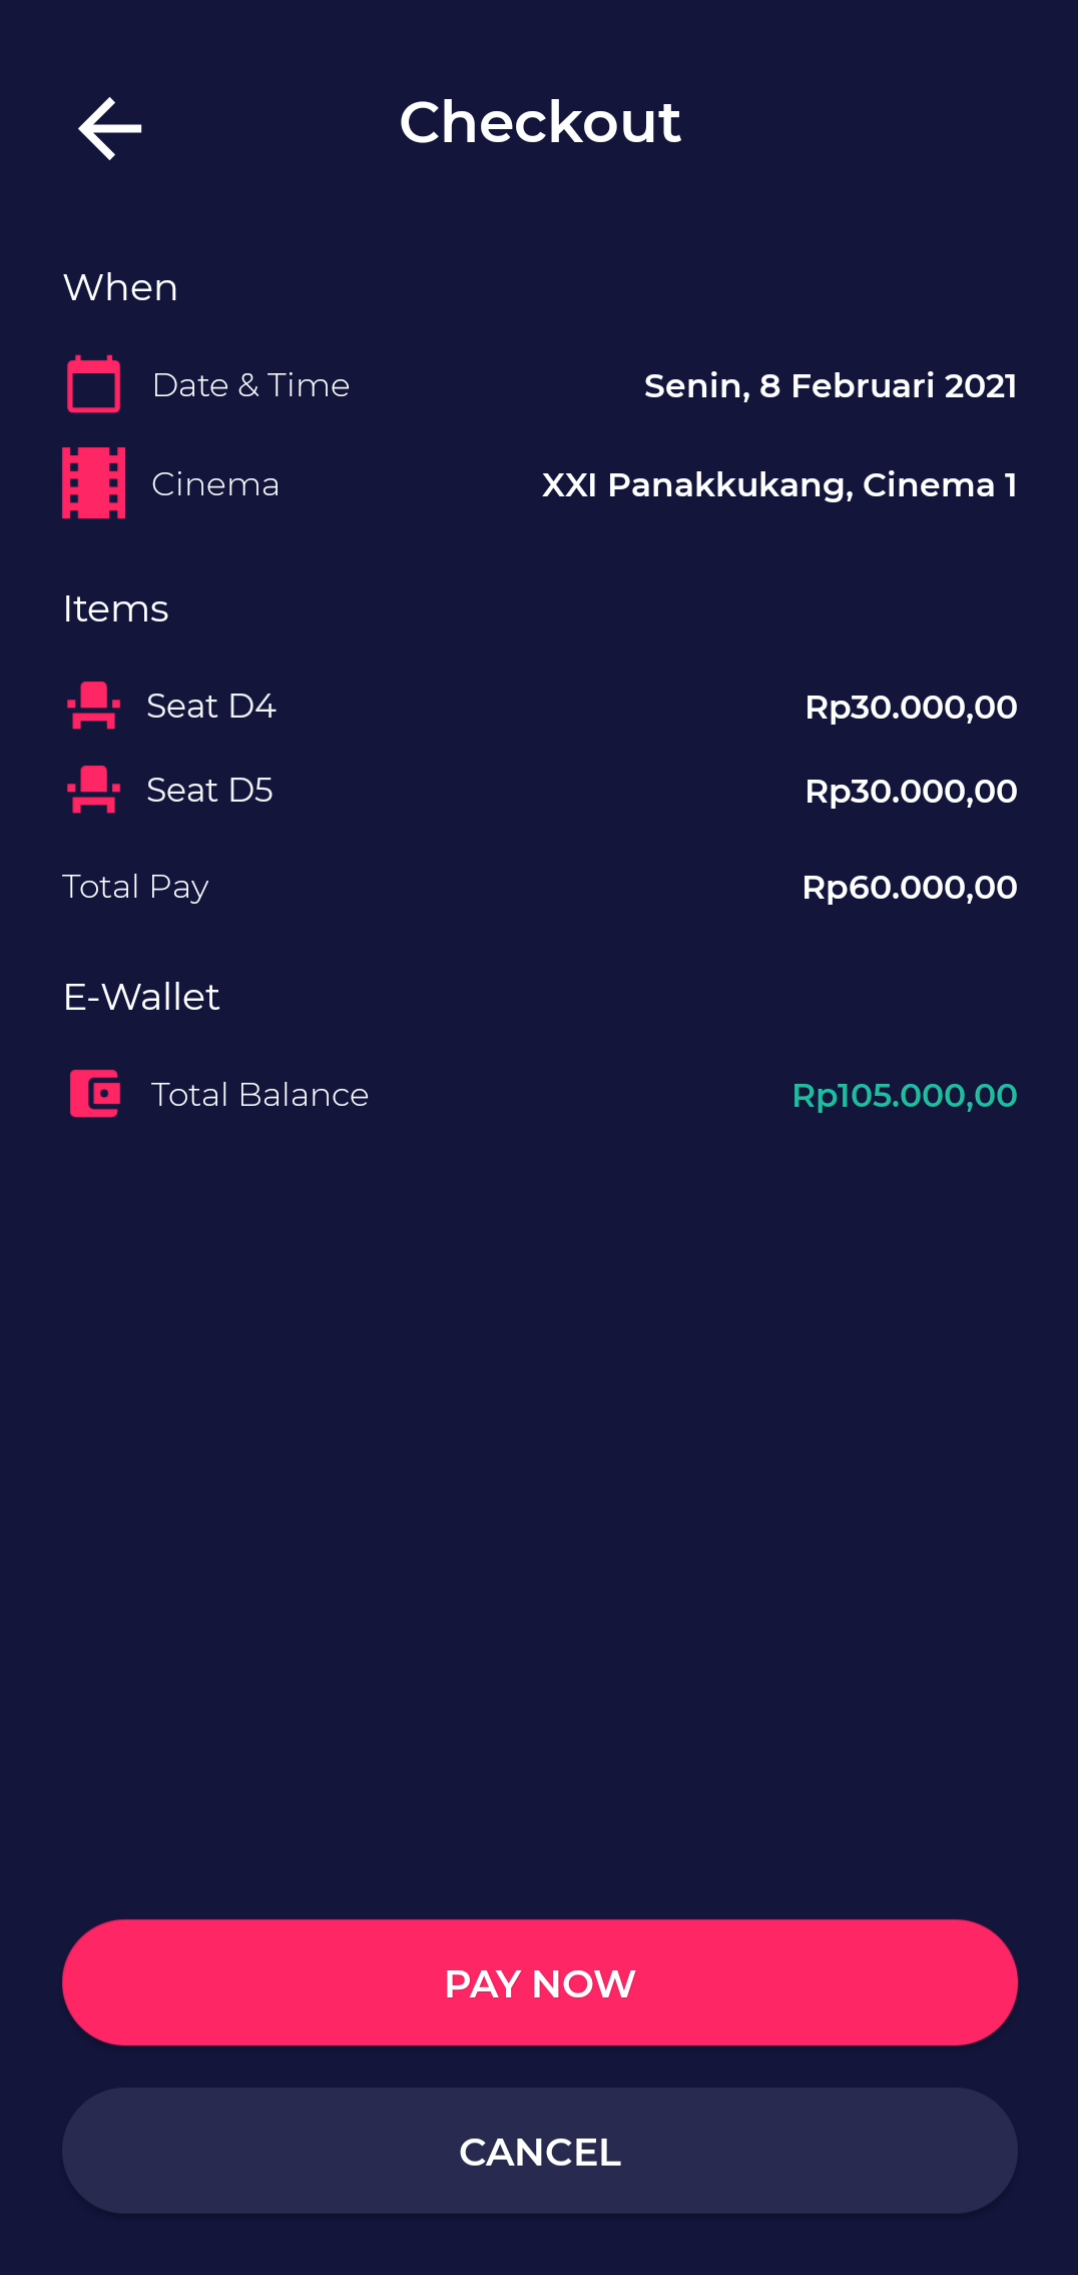 Checkout
When
Date & Time Senin, 8 Februari 2021
Cinema XXI Panakkukang, Cinema 1
Items
Seat D4 Rp30.000,00
Seat D5 Rp30.000,00
Total Pay Rp60.000,00
E-Wallet
Total Balance Rp105.000,00
PAY NOW
CANCEL